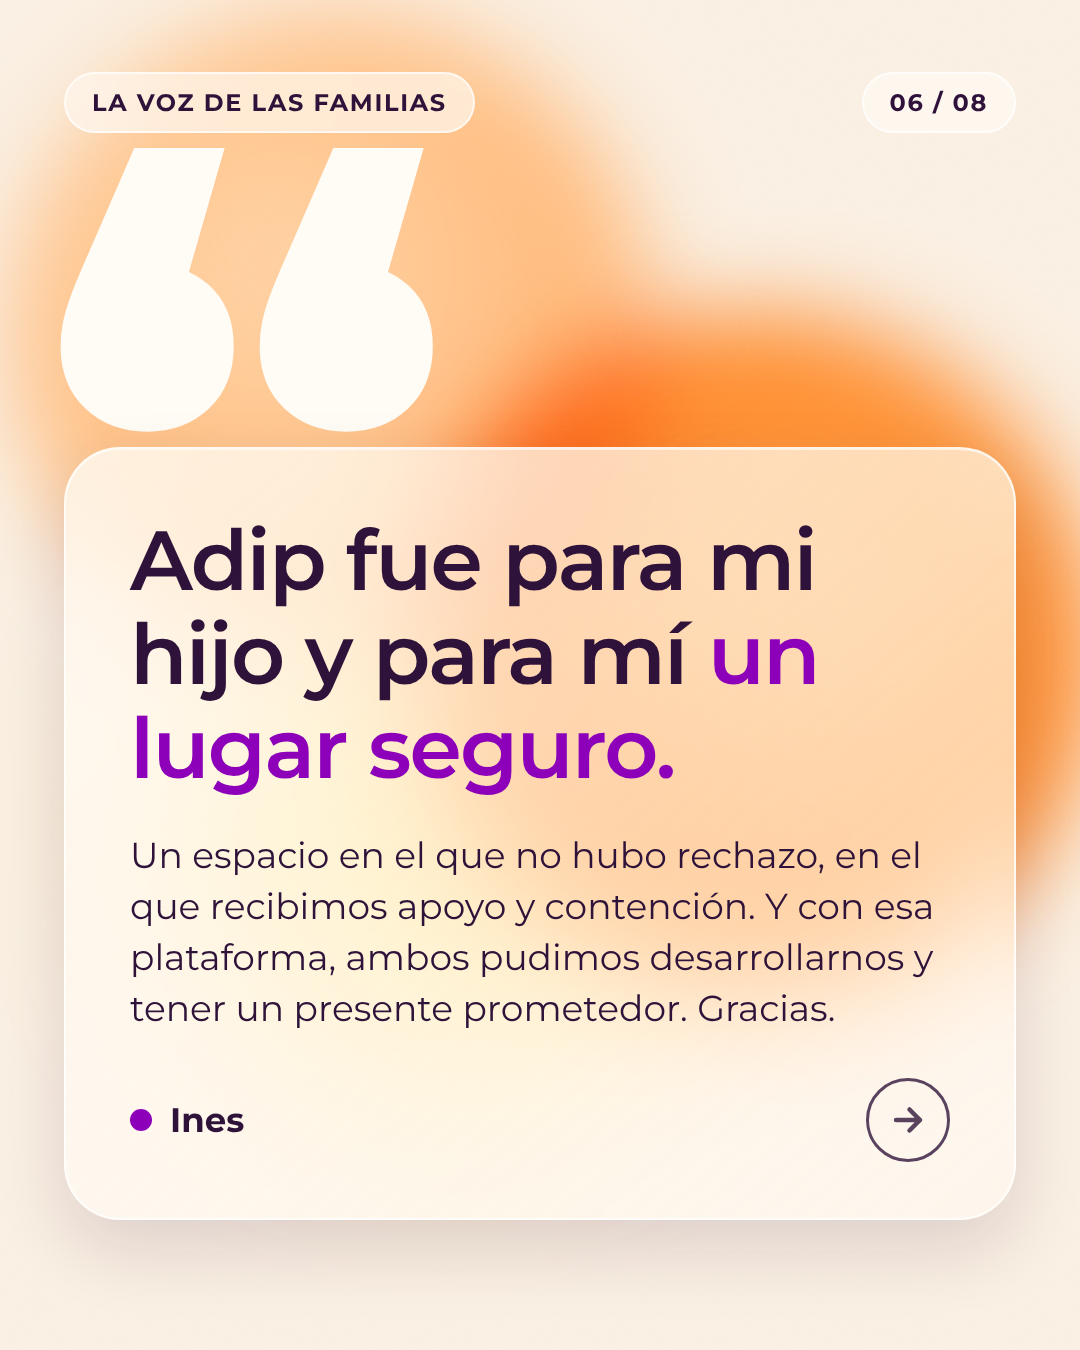 LA VOZ DE LAS FAMILIAS
06 / 08
“
Adip fue para mi
hijo y para mí un
lugar seguro.
Un espacio en el que no hubo rechazo, en el
que recibimos apoyo y contención. Y con esa
plataforma, ambos pudimos desarrollarnos y
tener un presente prometedor. Gracias.
Ines